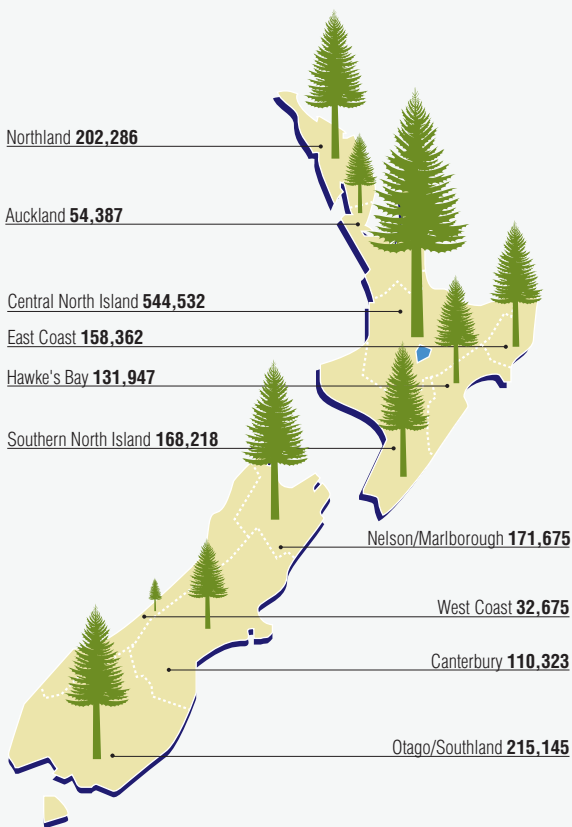 Northland 202,286
Auckland 54,387
Central North Island 544,532
East Coast 158,362
Hawke's Bay 131,947
Southern North Island 168,218
Nelson/Marlborough 171,675
West Coast 32,675
Canterbury 110,323
Otago/Southland 215,145